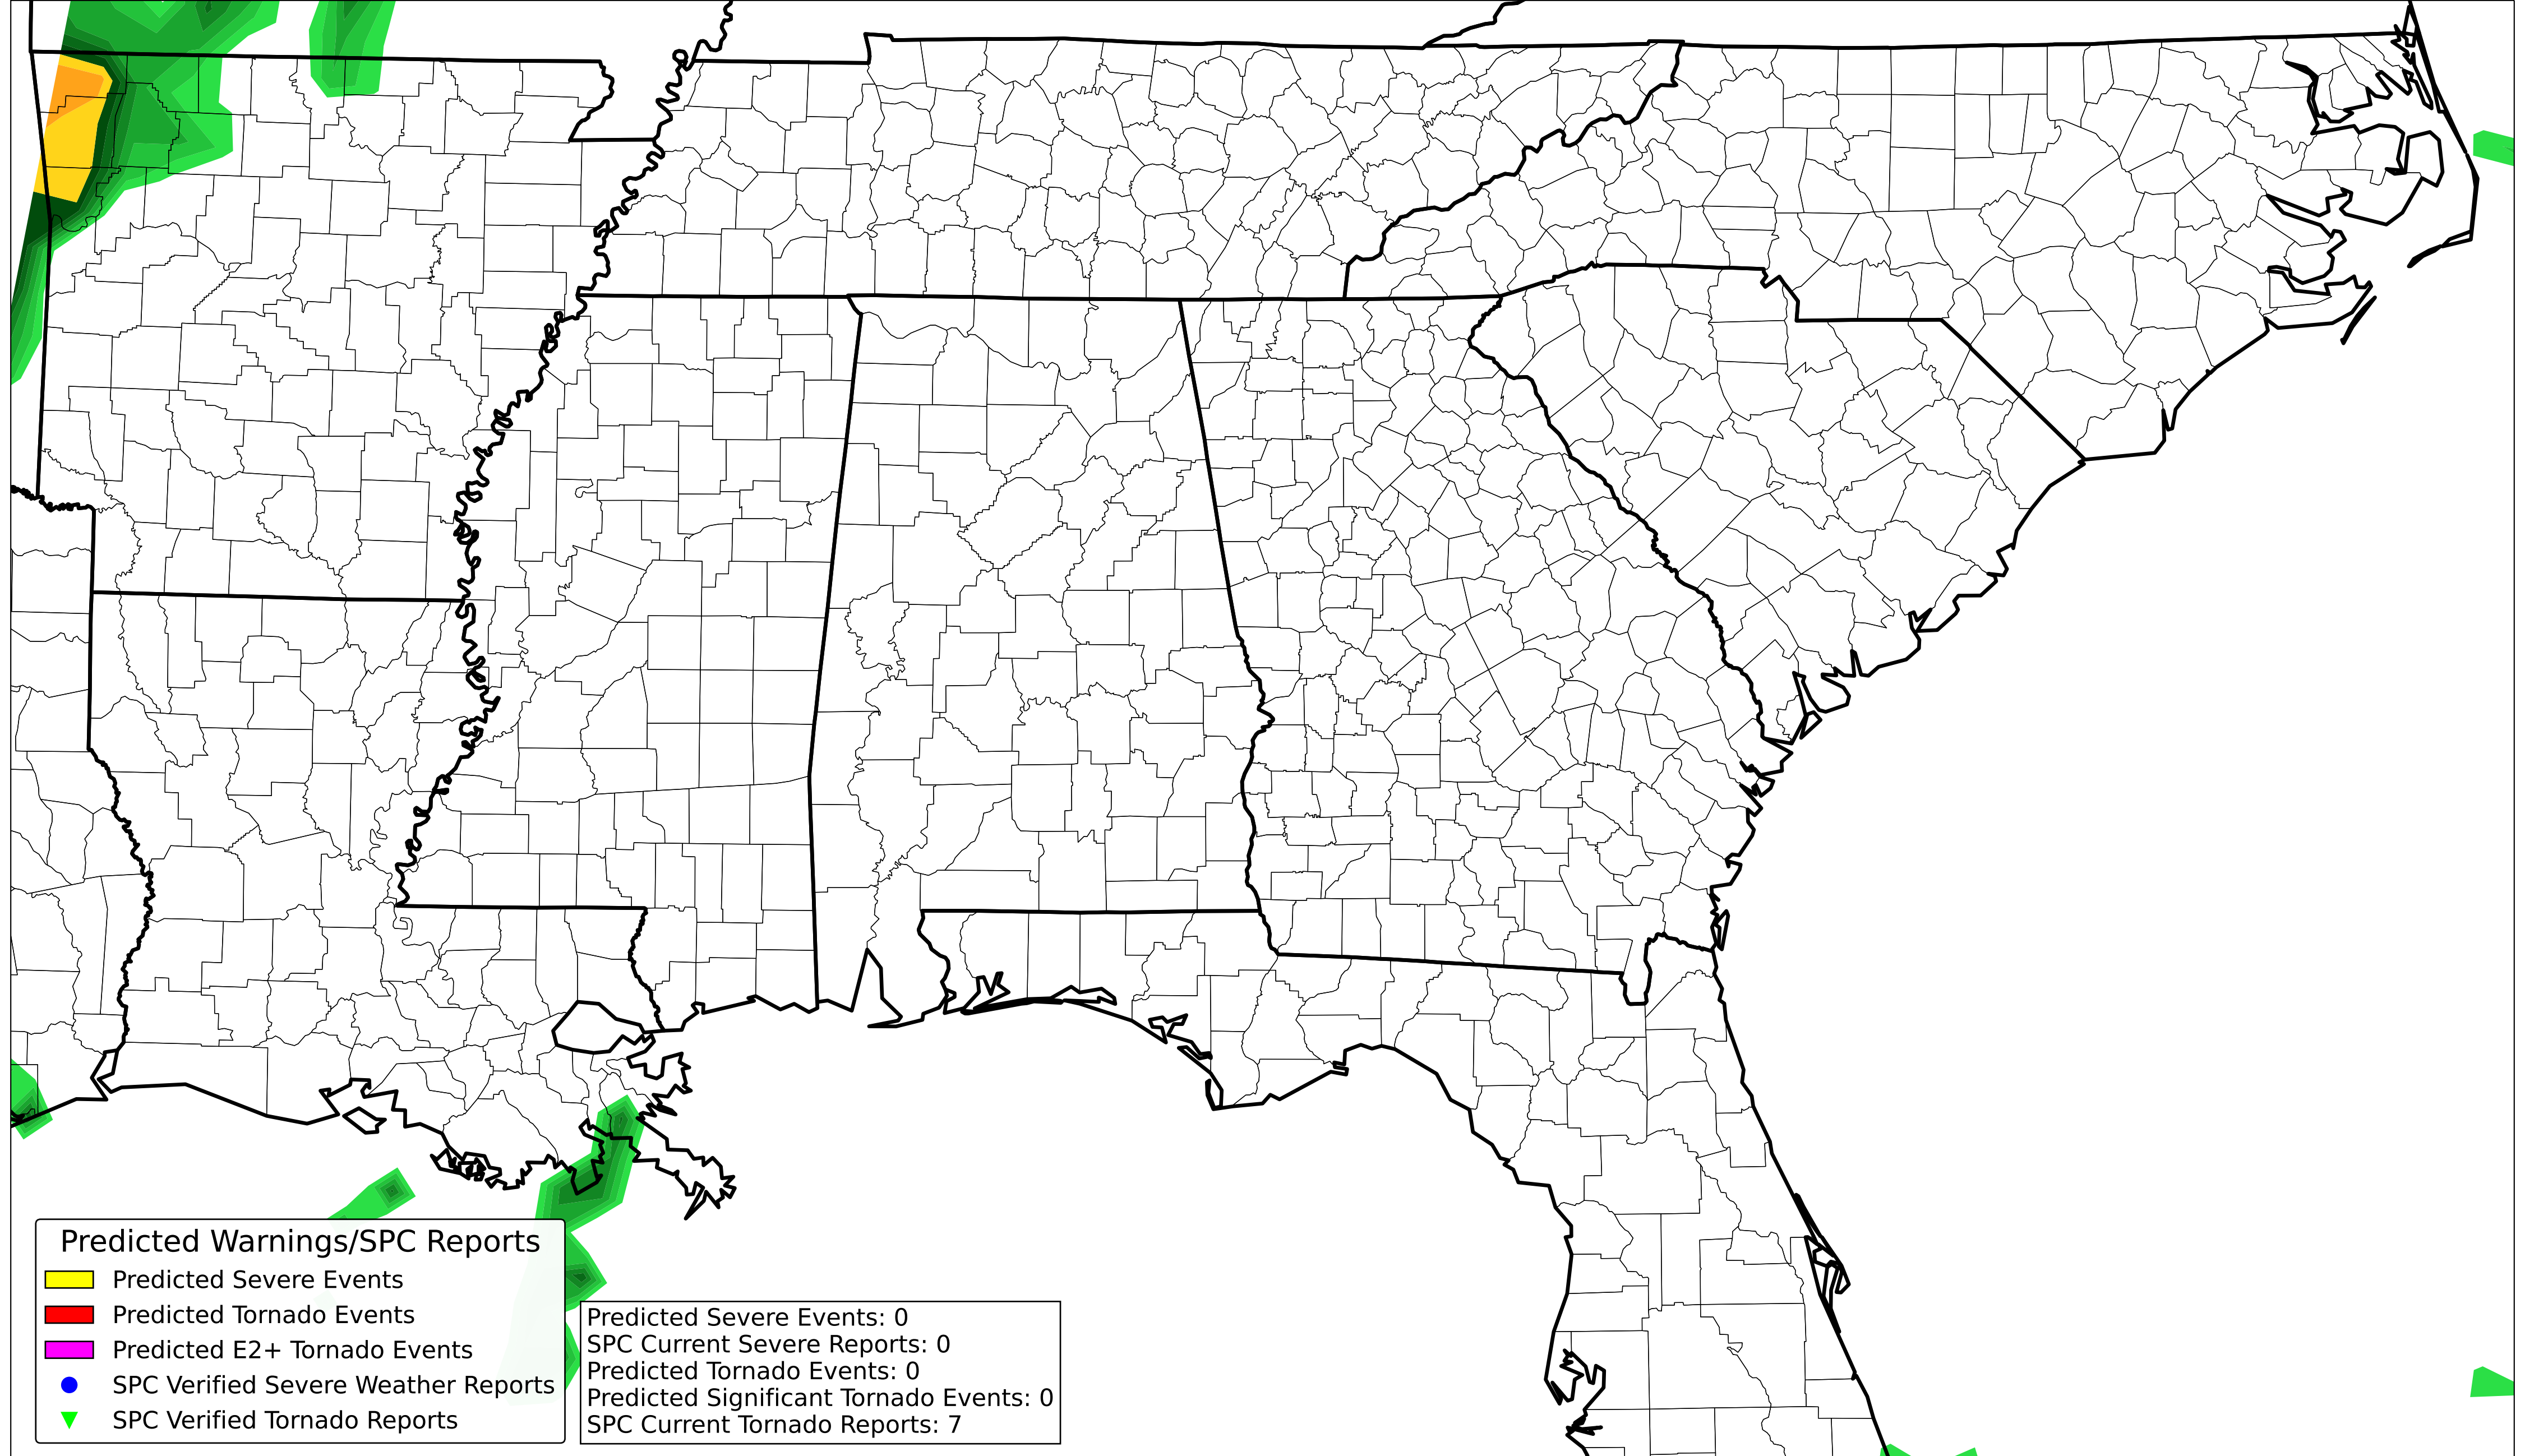 Predicted Warnings/SPC Reports
Predicted Severe Events
Predicted Tornado Events
Predicted E2+ Tornado Events
SPC Verified Severe Weather Reports
SPC Verified Tornado Reports
Predicted Severe Events: 0
SPC Current Severe Reports: 0
Predicted Tornado Events: 0
Predicted Significant Tornado Events: 0
SPC Current Tornado Reports: 7